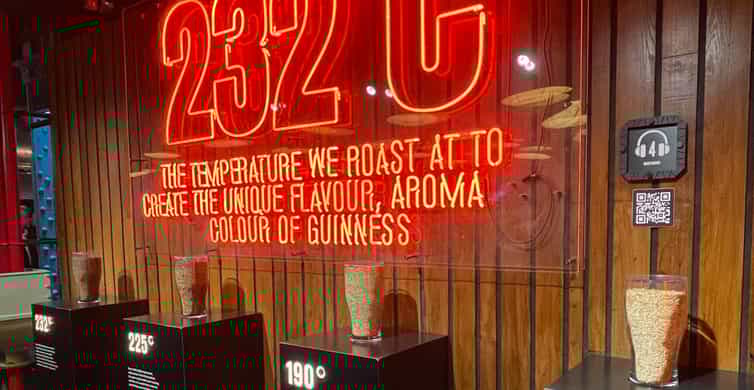 232°C
THE TEMPERATURE WE ROAST AT TO
CREATE THE UNIQUE FLAVOUR, AROMA
COLOUR OF GUINNESS
4
232°
225°C
190°